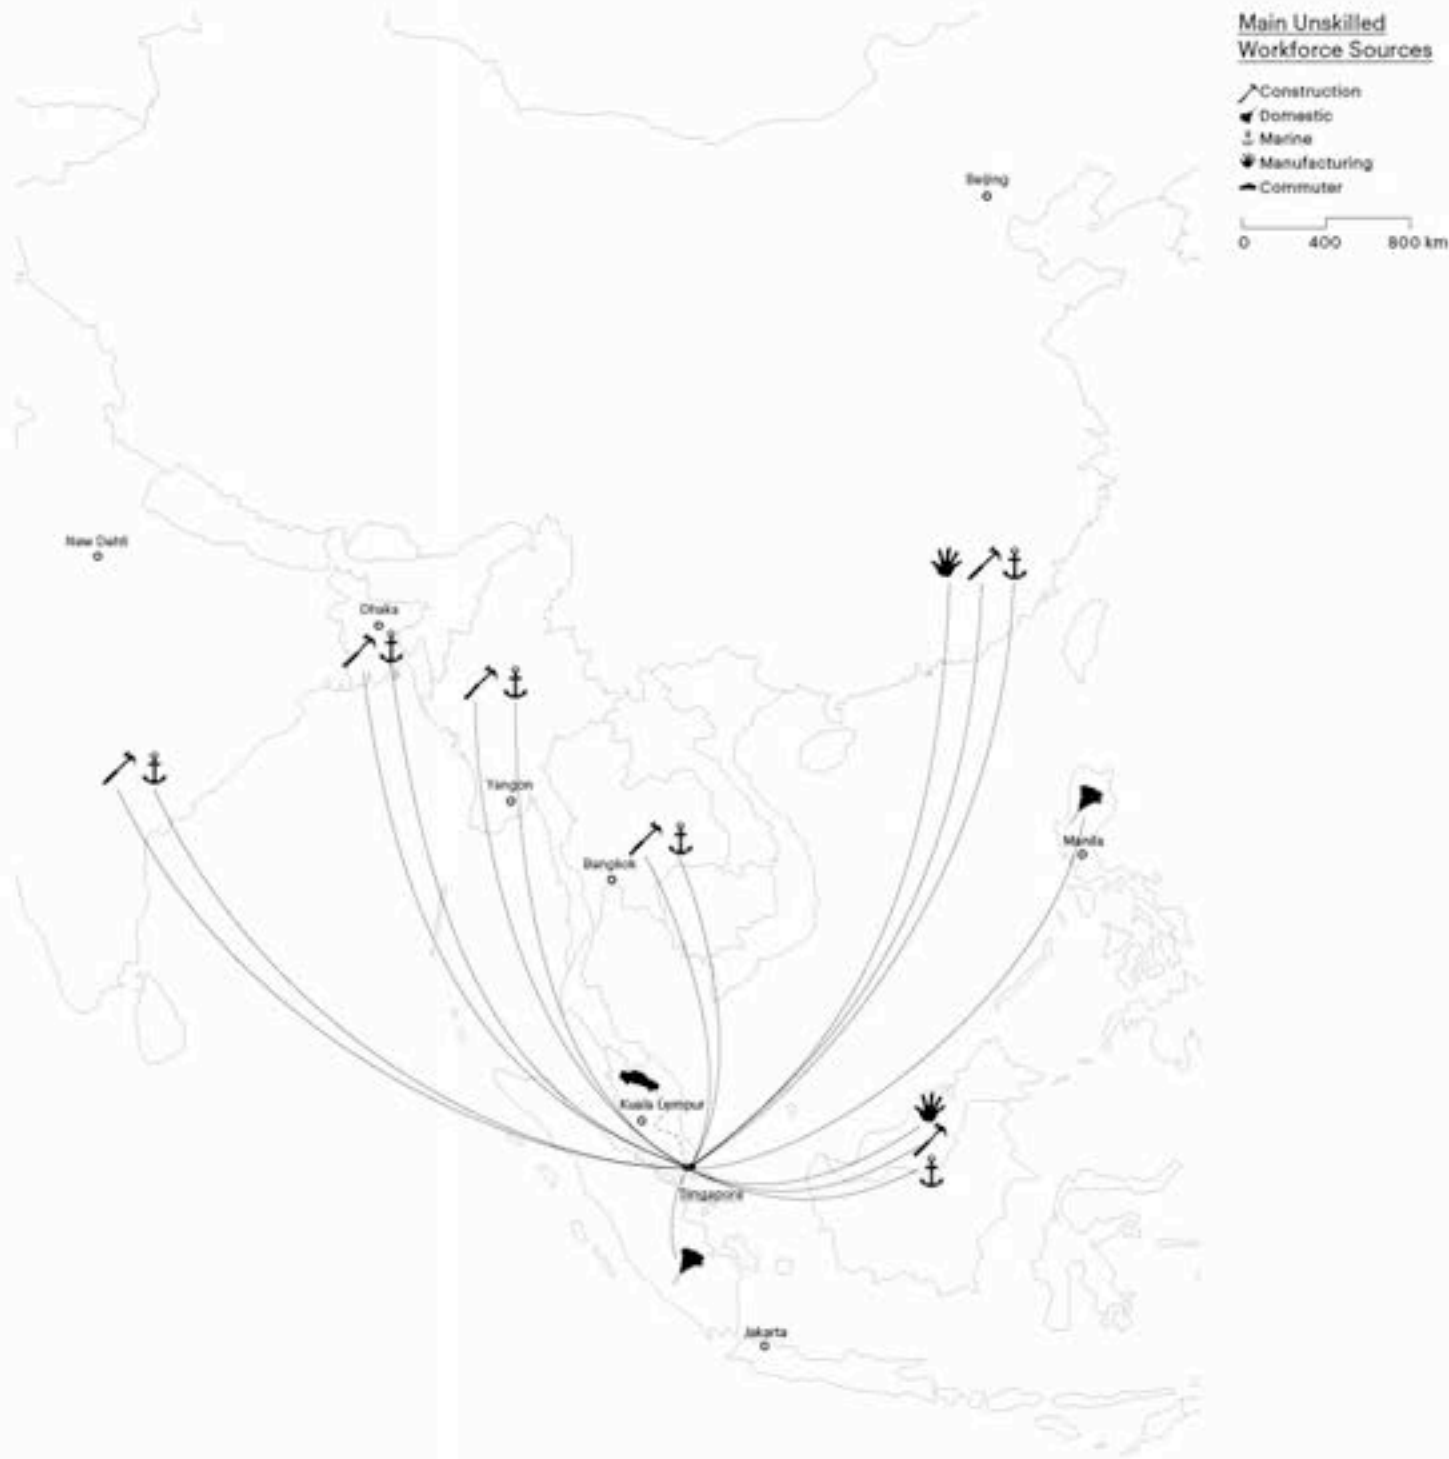 Main Unskilled
Workforce Sources
Construction
Domestic
Marine
Manufacturing
Commuter
0 400 800 km
Beijing
New Dehli
Dhaka
Yangon
Bangkok
Manila
Kuala Lempur
Singapore
Jakarta